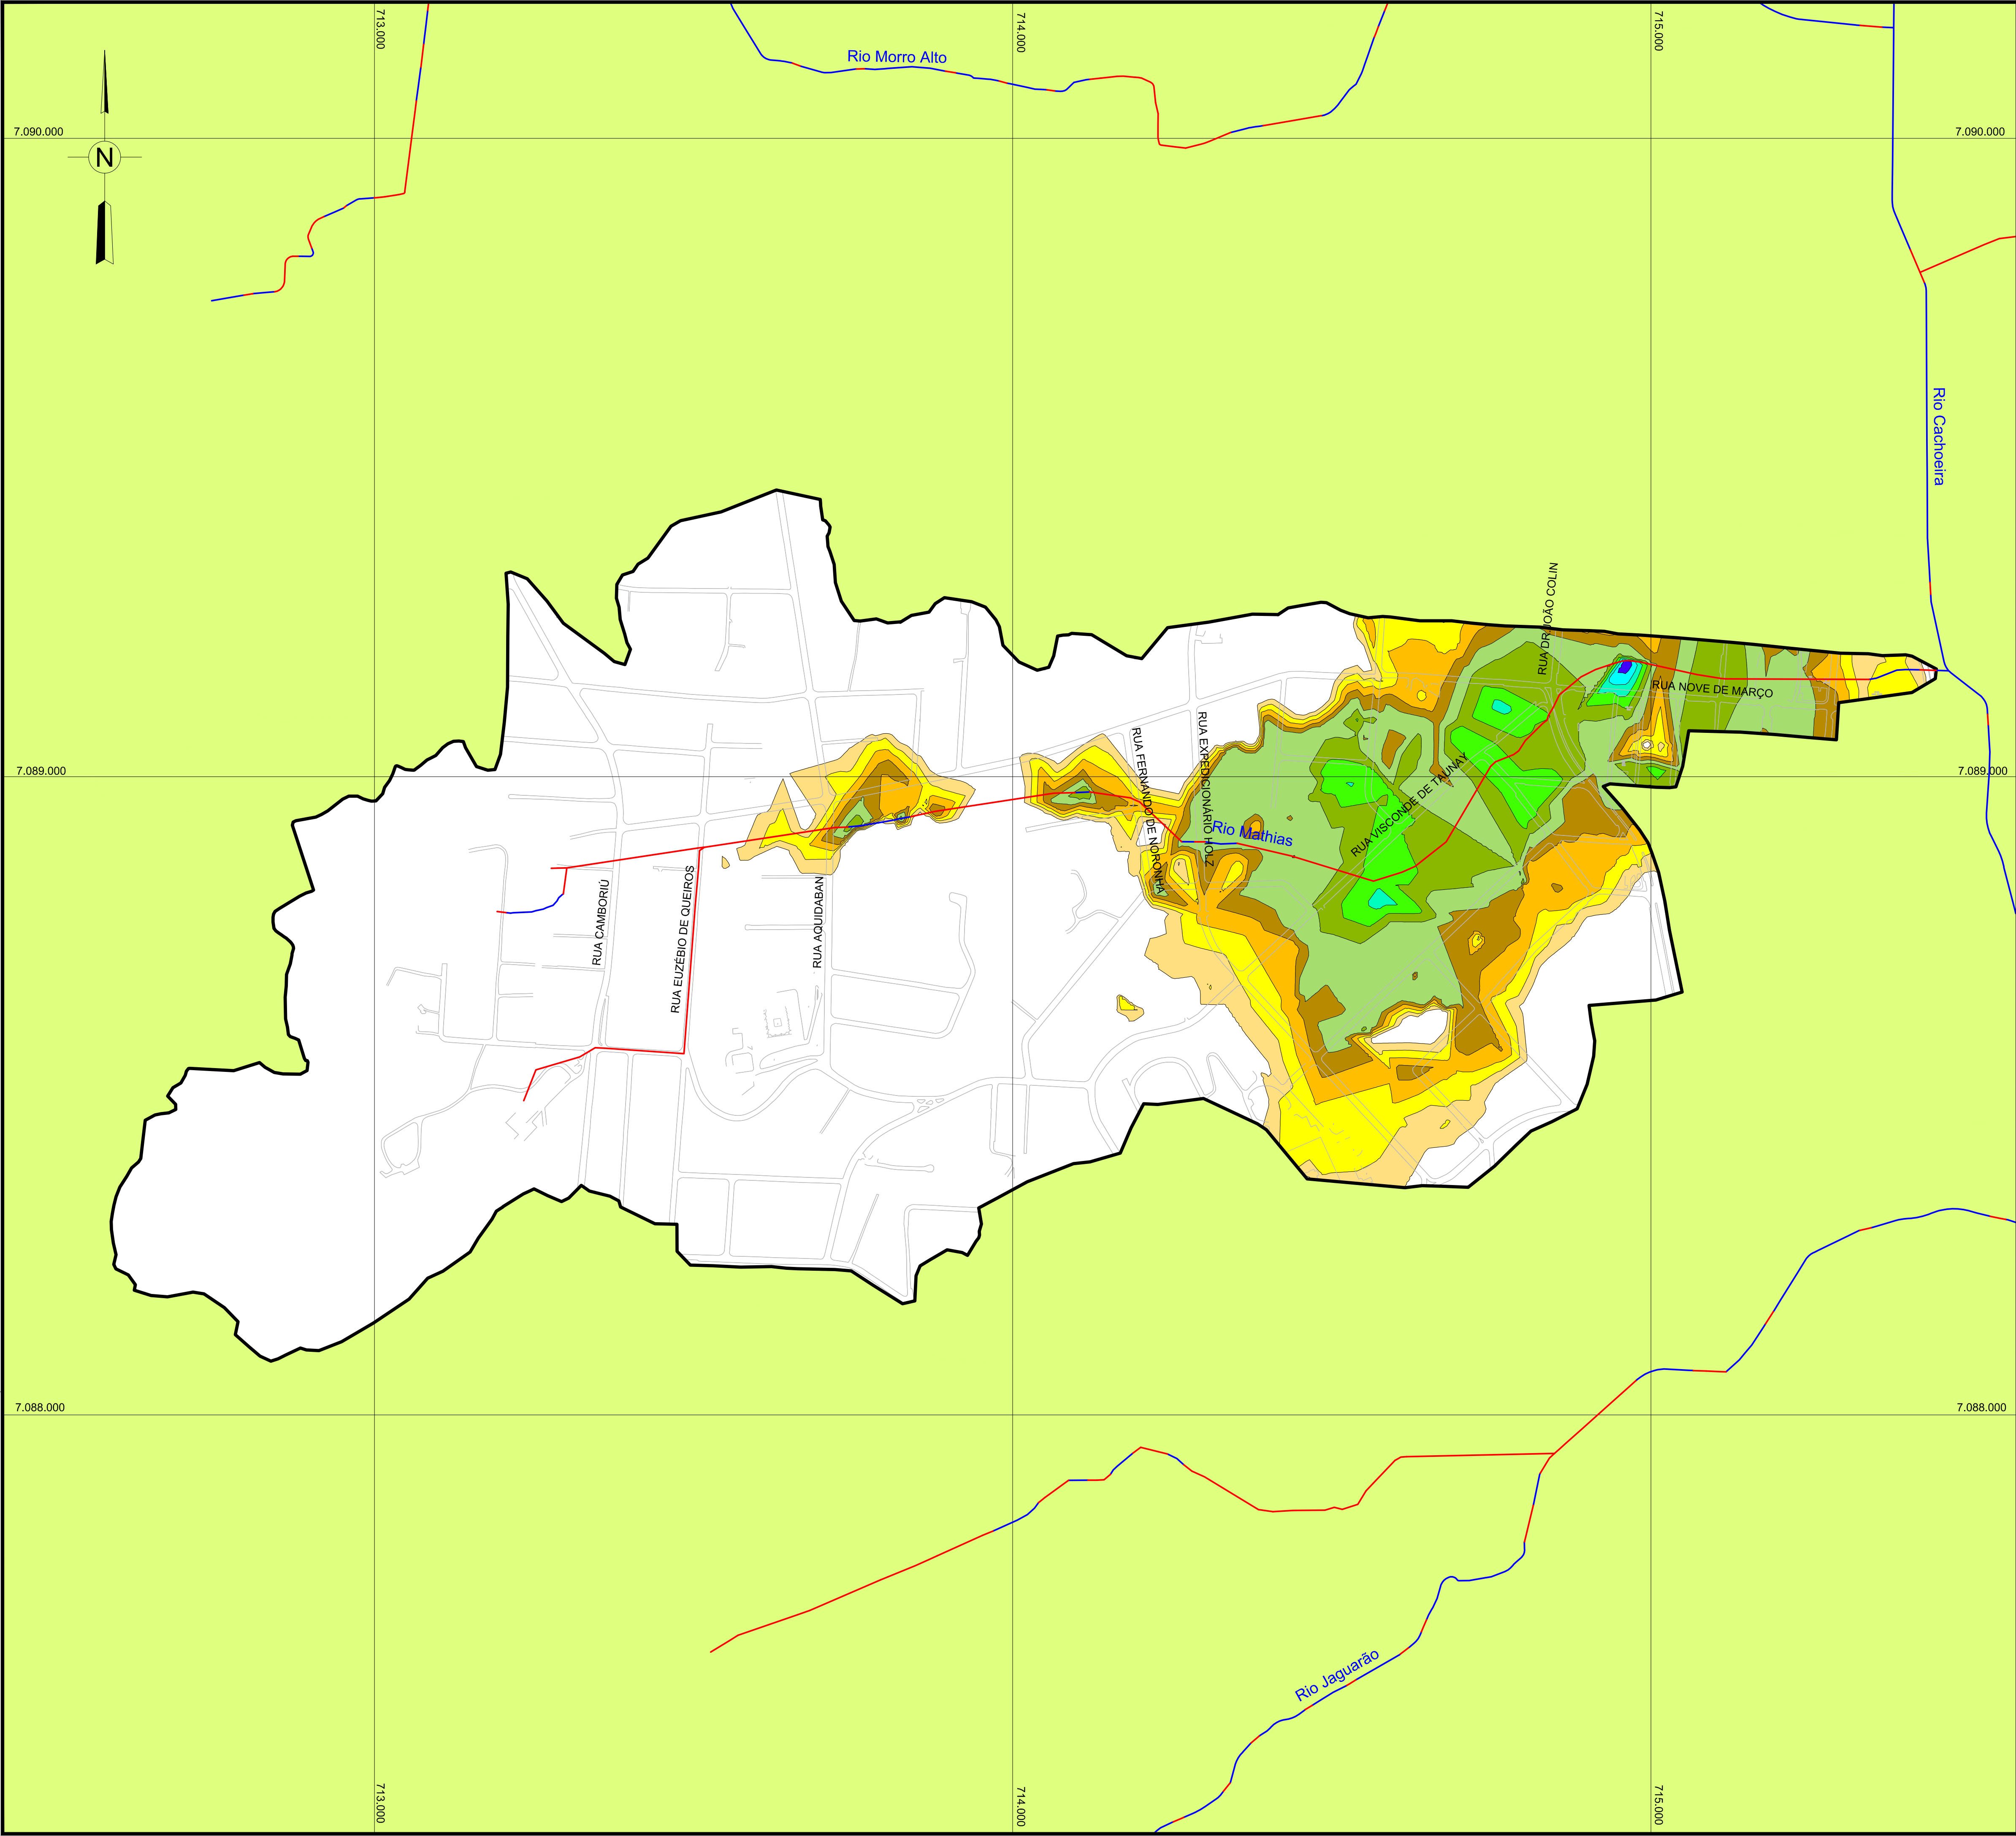 713.000
714.000
715.000
Rio Morro Alto
7.090.000
7.090.000
N
Rio Cachoeira
RUA DR. JOÃO COLIN
RUA NOVE DE MARÇO
7.089.000
7.089.000
RUA FERNANDO DE NORONHA
RUA EXPEDICIONÁRIO HOLZ
Rio Mathias
RUA VISCONDE DE TAUNAY
RUA CAMBORIÚ
RUA EUZÉBIO DE QUEIROS
RUA AQUIDABAN
7.088.000
7.088.000
Rio Jaguarão
713.000
714.000
715.000